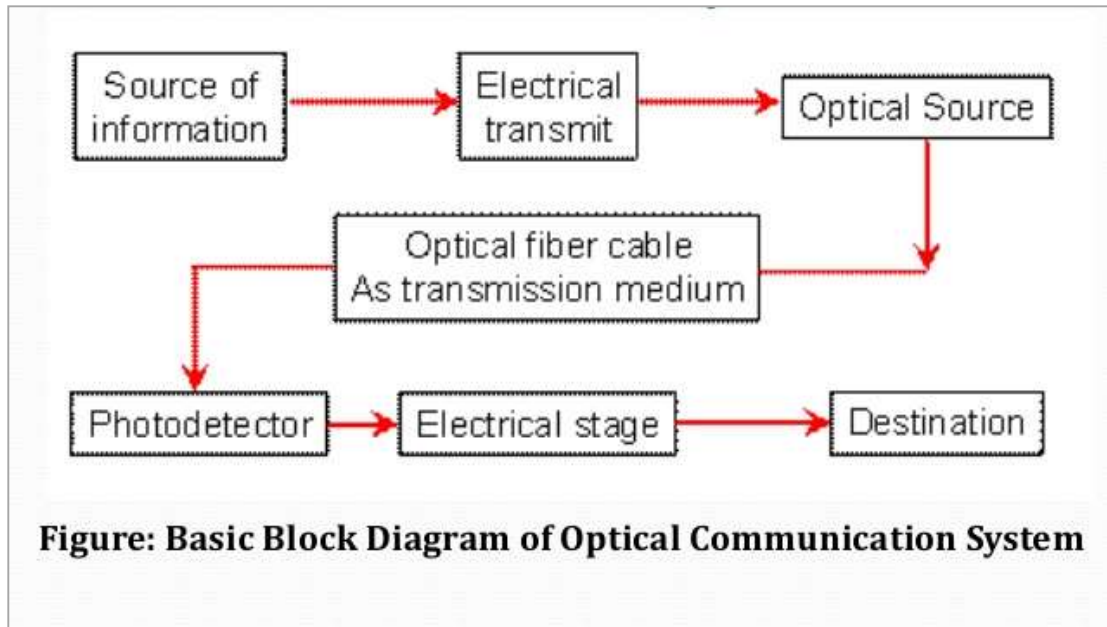 Source of
information
Electrical
transmit
Optical Source
Optical fiber cable
As transmission medium
Photodetector
Electrical stage
Destination
Figure: Basic Block Diagram of Optical Communication System